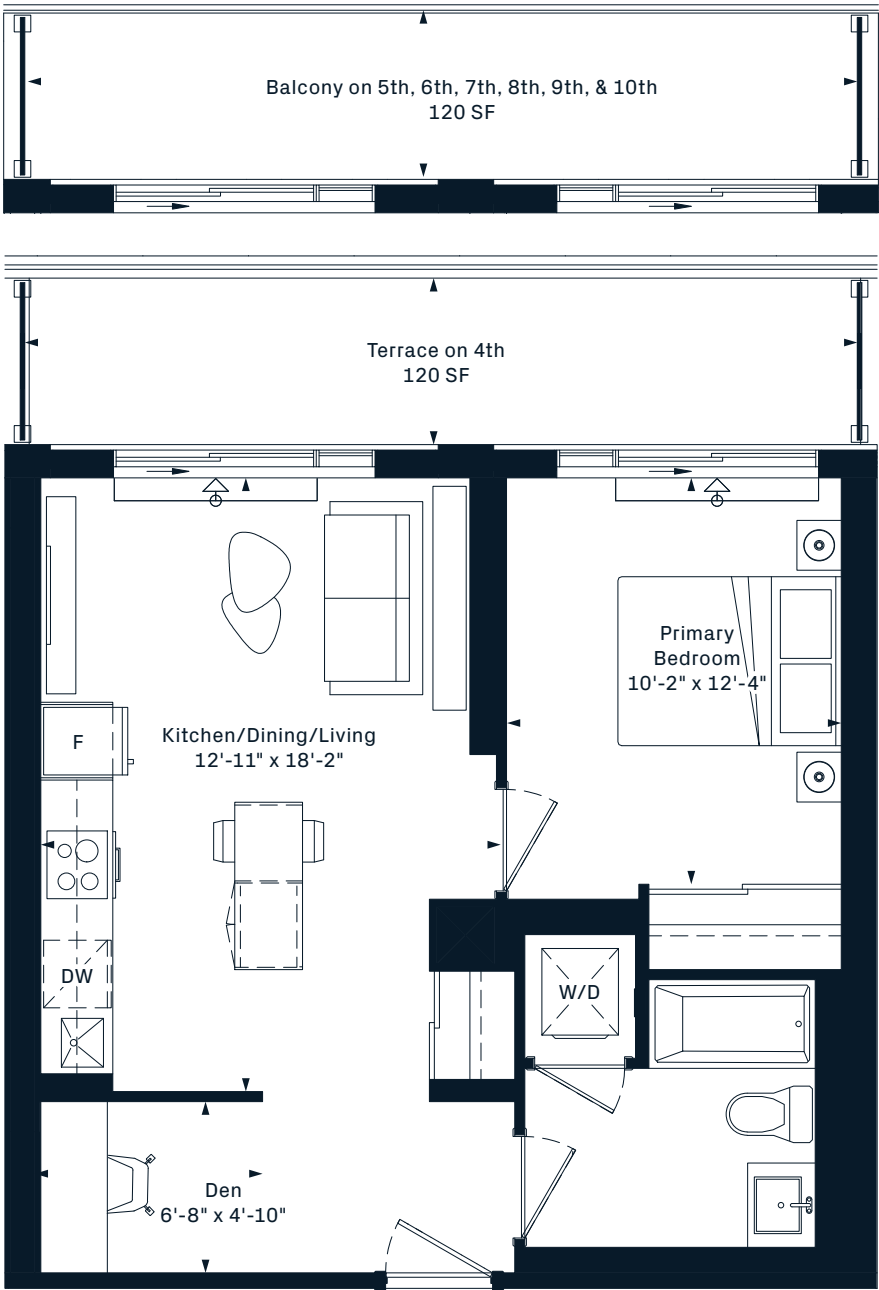 Balcony on 5th, 6th, 7th, 8th, 9th, & 10th
120 SF
Terrace on 4th
120 SF
Primary
Bedroom
10'-2" x 12'-4"
F
Kitchen/Dining/Living
12'-11" x 18'-2"
DW
W/D
Den
6'-8" x 4'-10"